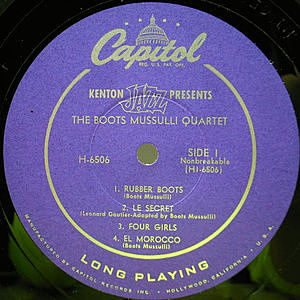 Capitol
REG. U.S. PAT. OFF.
KENTON JAZZ PRESENTS
THE BOOTS MUSSULLI QUARTET
H-6506
SIDE 1
Nonbreakable
(H1-6506)
1. RUBBER BOOTS
(Boots Mussulli)
2. LE SECRET
(Leonard Gautier-Adapted by Boots Mussulli)
3. FOUR GIRLS
4. EL MOROCCO
(Boots Mussulli)
LONG PLAYING
MANUFACTURED BY CAPITOL RECORDS INC. • HOLLYWOOD, CALIFORNIA • U.S.A.